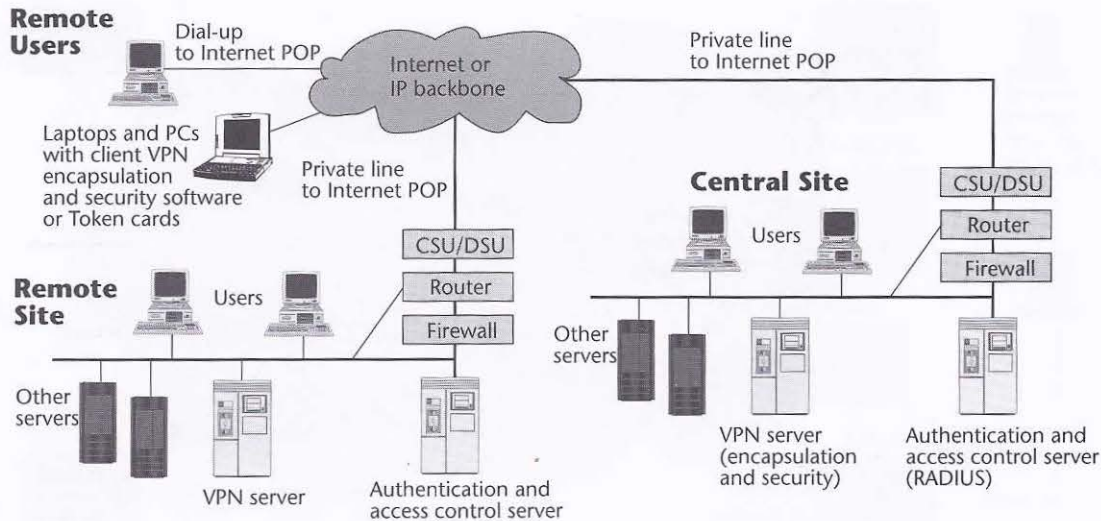 Remote
Users
Dial-up
to Internet POP
Internet or
IP backbone
Private line
to Internet POP
Laptops and PCs
with client VPN
encapsulation
and security software
or Token cards
Private line
to Internet POP
Central Site
CSU/DSU
Router
Firewall
Users
Other
servers
VPN server
(encapsulation
and security)
Authentication and
access control server
(RADIUS)
Remote
Site
Users
CSU/DSU
Router
Firewall
Other
servers
VPN server
Authentication and
access control server